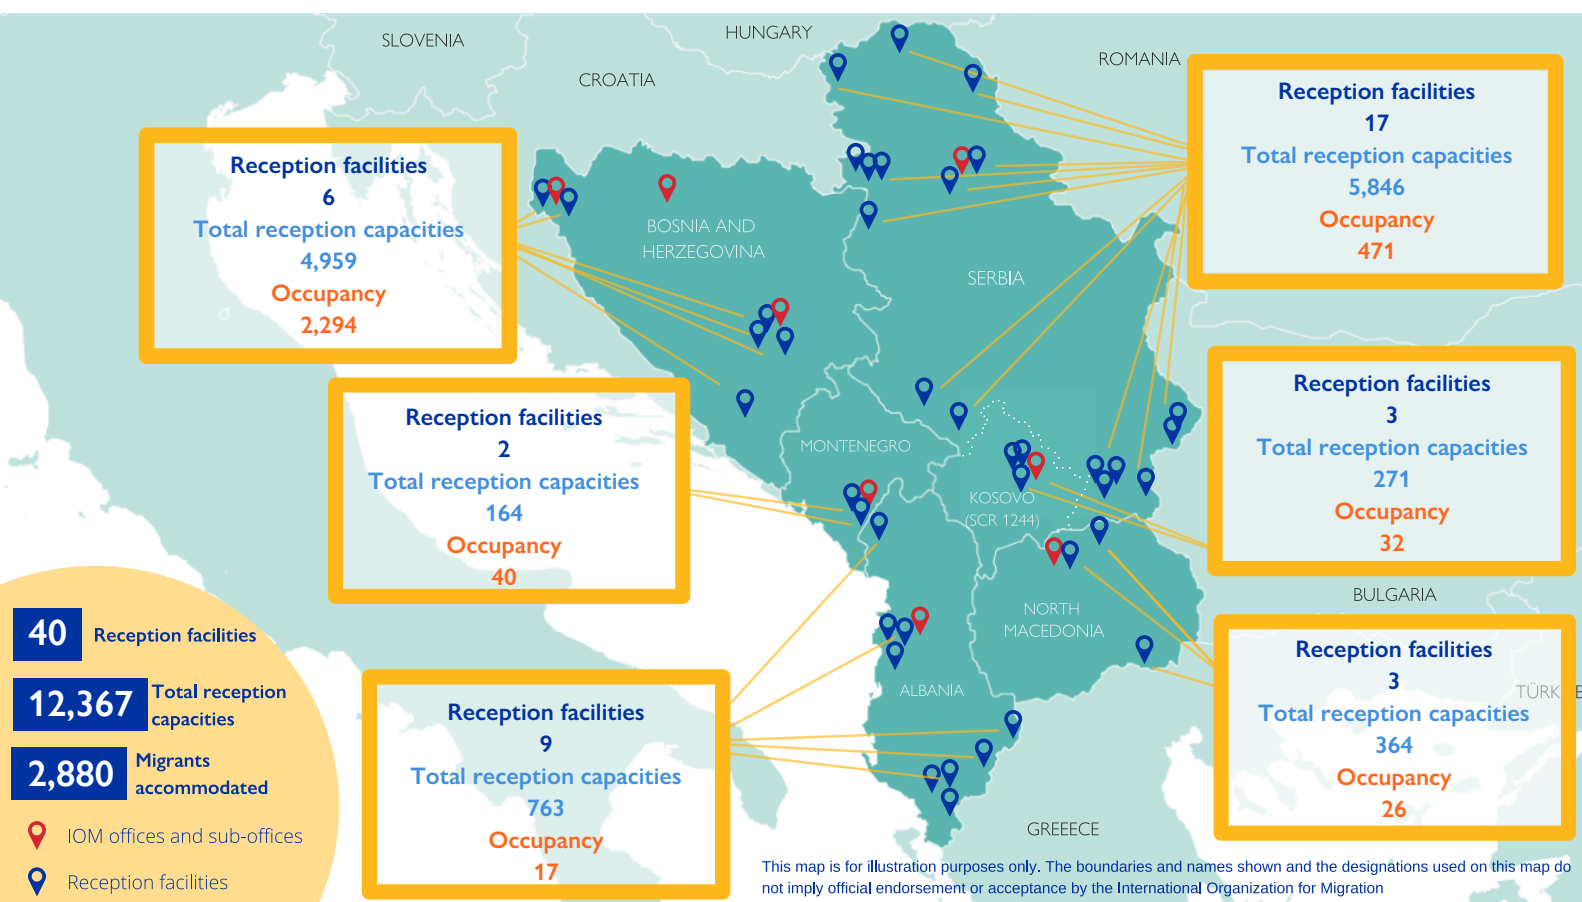 SLOVENIA
HUNGARY
CROATIA
ROMANIA
Reception facilities
17
Total reception capacities
5,846
Occupancy
471
Reception facilities
6
Total reception capacities
4,959
Occupancy
2,294
BOSNIA AND
HERZEGOVINA
SERBIA
Reception facilities
2
Total reception capacities
164
Occupancy
40
MONTENEGRO
KOSOVO
(SCR 1244)
Reception facilities
3
Total reception capacities
271
Occupancy
32
BULGARIA
NORTH
MACEDONIA
Reception facilities
3
Total reception capacities
364
Occupancy
26
TÜRK E
ALBANIA
Reception facilities
9
Total reception capacities
763
Occupancy
17
GREEECE
40 Reception facilities
12,367 Total reception
capacities
2,880 Migrants
accommodated
IOM offices and sub-offices
Reception facilities
This map is for illustration purposes only. The boundaries and names shown and the designations used on this map do
not imply official endorsement or acceptance by the International Organization for Migration